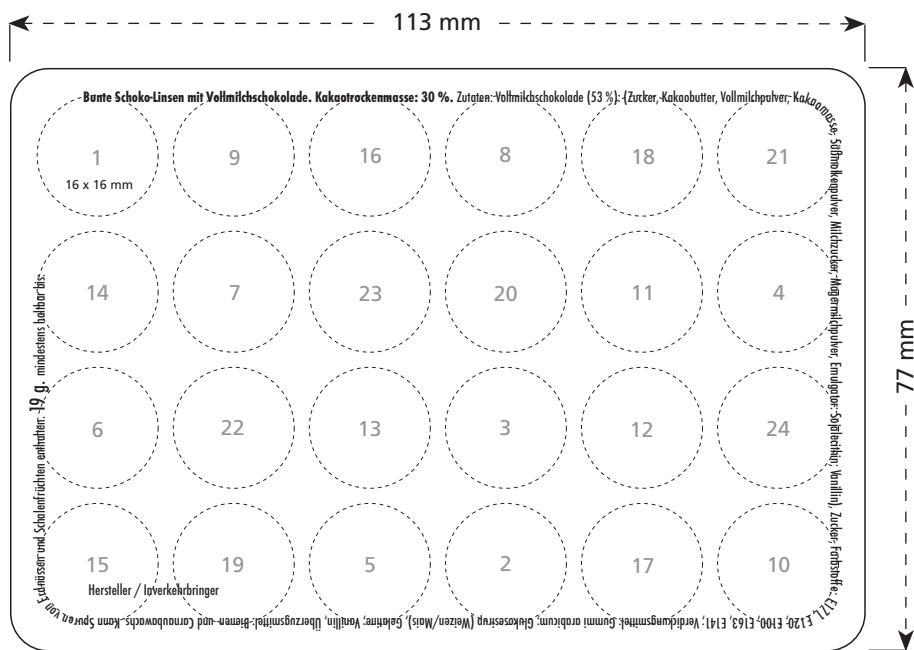 113 mm
Bunte Schoko-Linsen mit Vollmilchschokolade. Kakaotrockenmasse: 30 %. Zutaten: Vollmilchschokolade (53 %): (Zucker, Kakaobutter, Vollmilchpulver, Kakaomasse, Süßmolkenpulver, Milchzucker, Magermilchpulver, Emulgator: Sojalecithin; Vanillin), Zucker, Farbstoffe: E171, E120, E100, E163, E141; Verdickungsmittel: Gummi arabicum; Glukosesirup (Weizen/Mais), Gelatine, Vanillin, Überzugsmittel: Bienen- und Carnaubawachs. Kann Spuren von Erdnüssen und Schalenfrüchten enthalten. 19 g. mindestens haltbar bis:
1 9 16 8 18 21
16 x 16 mm
14 7 23 20 11 4
77 mm
6 22 13 3 12 24
15 19 5 2 17 10
Hersteller / Inverkehrbringer